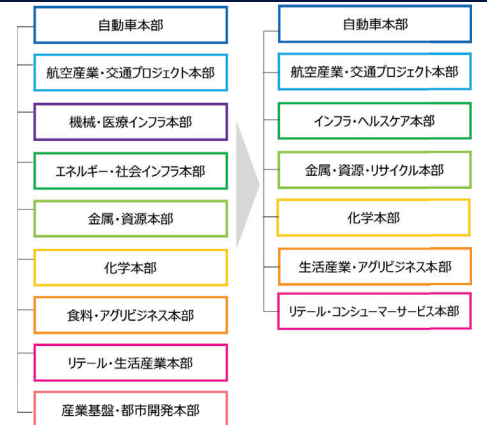 自動車本部
航空産業・交通プロジェクト本部
機械・医療インフラ本部
エネルギー・社会インフラ本部
金属・資源本部
化学本部
食料・アグリビジネス本部
リテール・生活産業本部
産業基盤・都市開発本部
自動車本部
航空産業・交通プロジェクト本部
インフラ・ヘルスケア本部
金属・資源・リサイクル本部
化学本部
生活産業・アグリビジネス本部
リテール・コンシューマーサービス本部